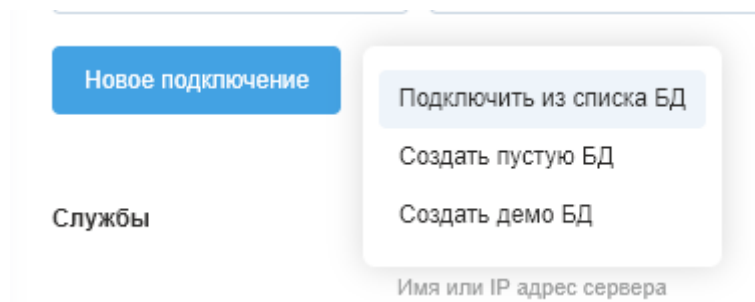 Новое подключение
Подключить из списка БД
Создать пустую БД
Создать демо БД
Службы
Имя или IP адрес сервера